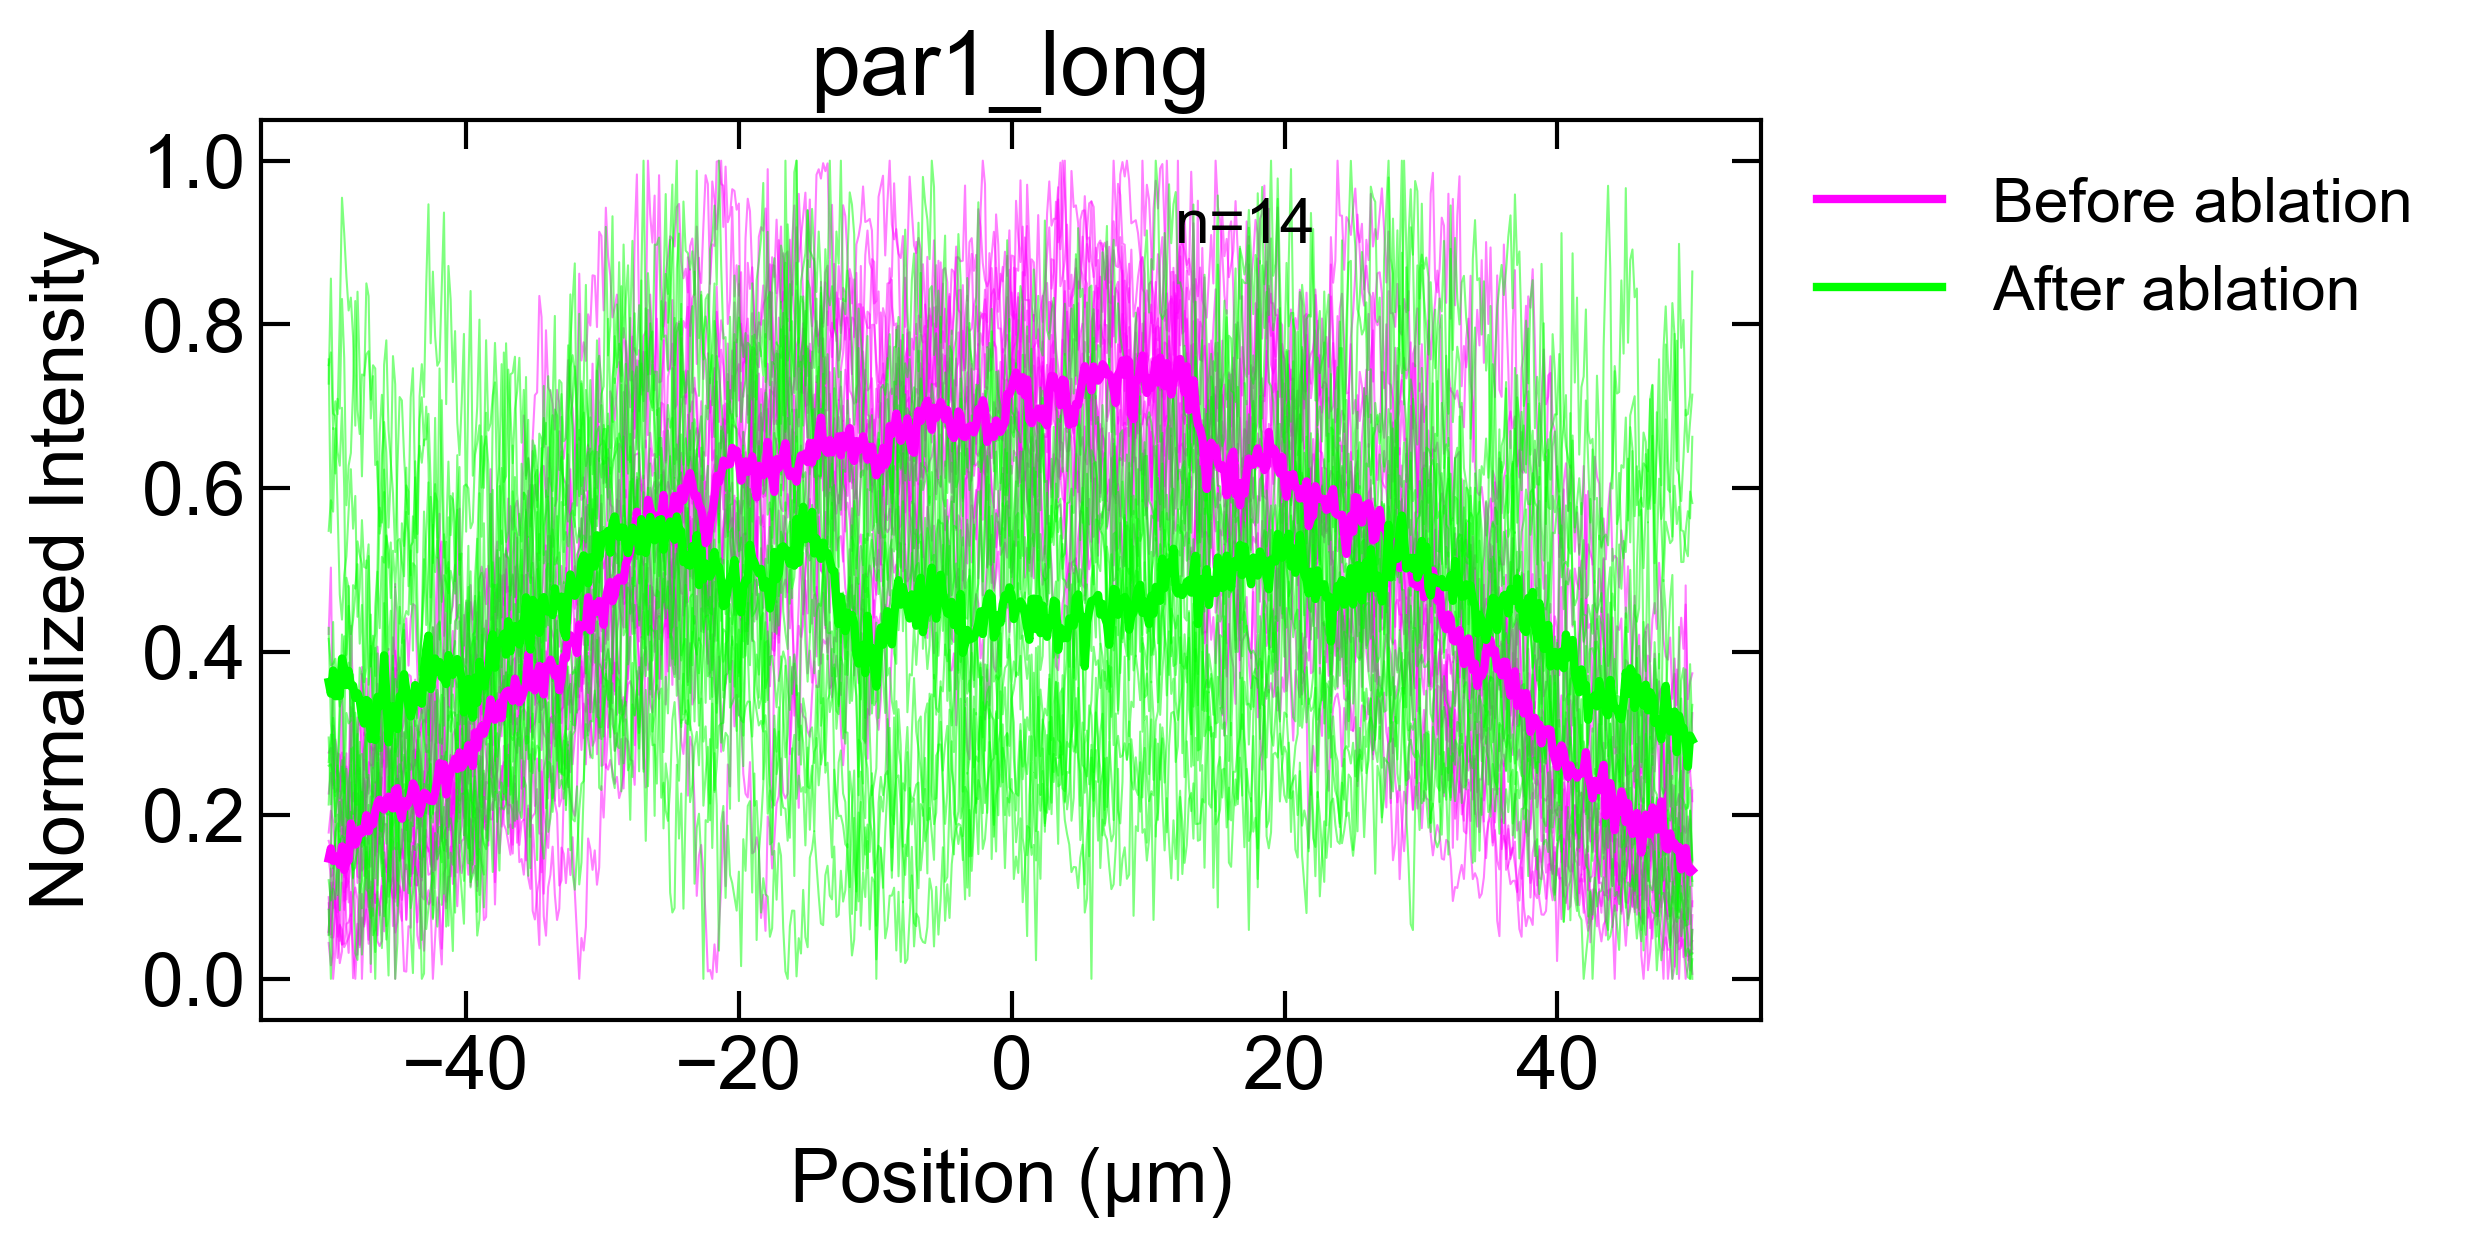 par1_long
Normalized Intensity
1.0
0.8
0.6
0.4
0.2
0.0
n=14
Before ablation
After ablation
−40
−20
0
20
40
Position (µm)